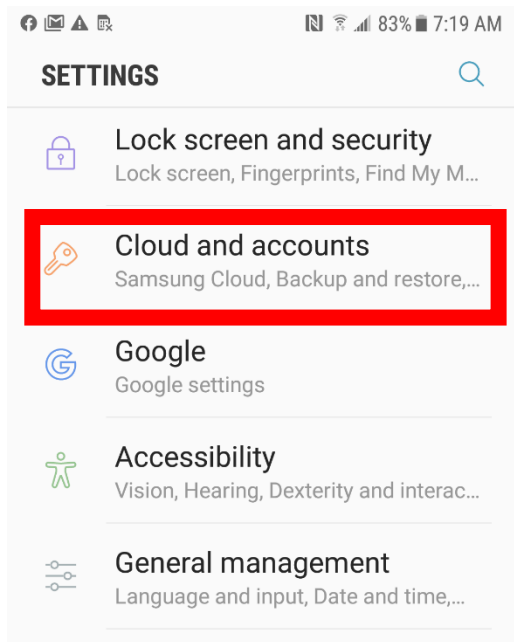 83% 7:19 AM
SETTINGS
Lock screen and security
Lock screen, Fingerprints, Find My M...
Cloud and accounts
Samsung Cloud, Backup and restore,...
Google
Google settings
Accessibility
Vision, Hearing, Dexterity and interac...
General management
Language and input, Date and time,...